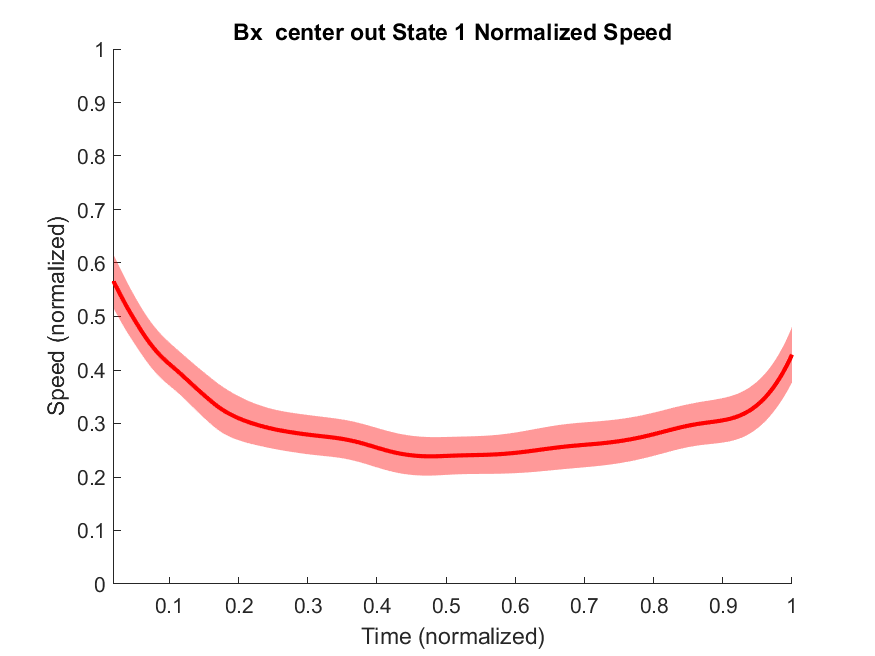 Bx  center out State 1 Normalized Speed
1
0.9
0.8
0.7
0.6
0.5
0.4
0.3
0.2
0.1
0
Speed (normalized)
0.1 0.2 0.3 0.4 0.5 0.6 0.7 0.8 0.9 1
Time (normalized)